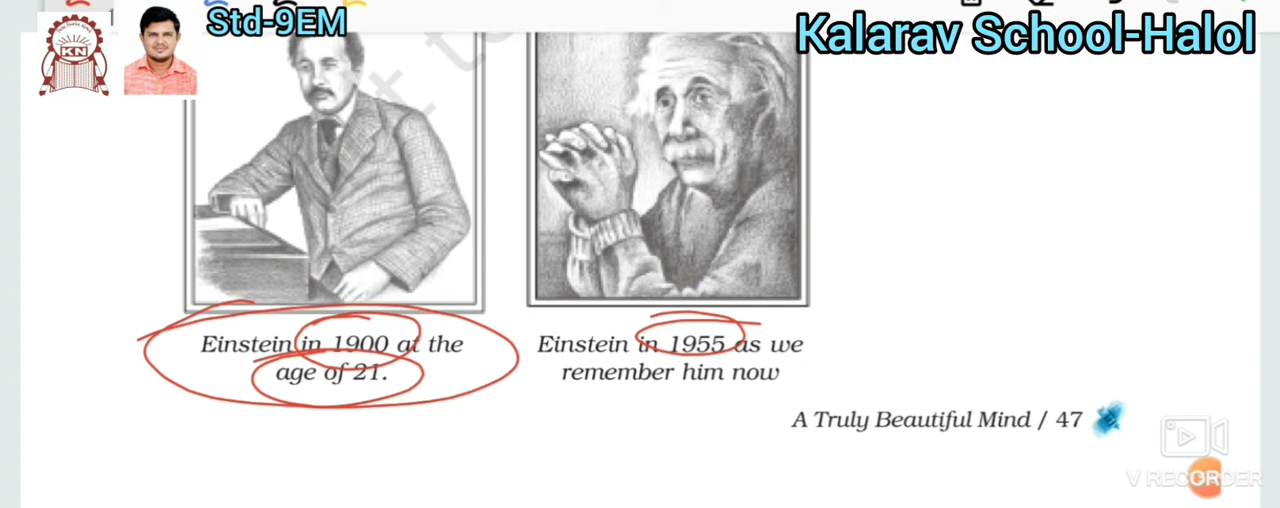 Std-9EM
Kalarav School-Halol
KN
Einstein in 1900 at the
age of 21.
Einstein in 1955 as we
remember him now
A Truly Beautiful Mind / 47
V RECORDER